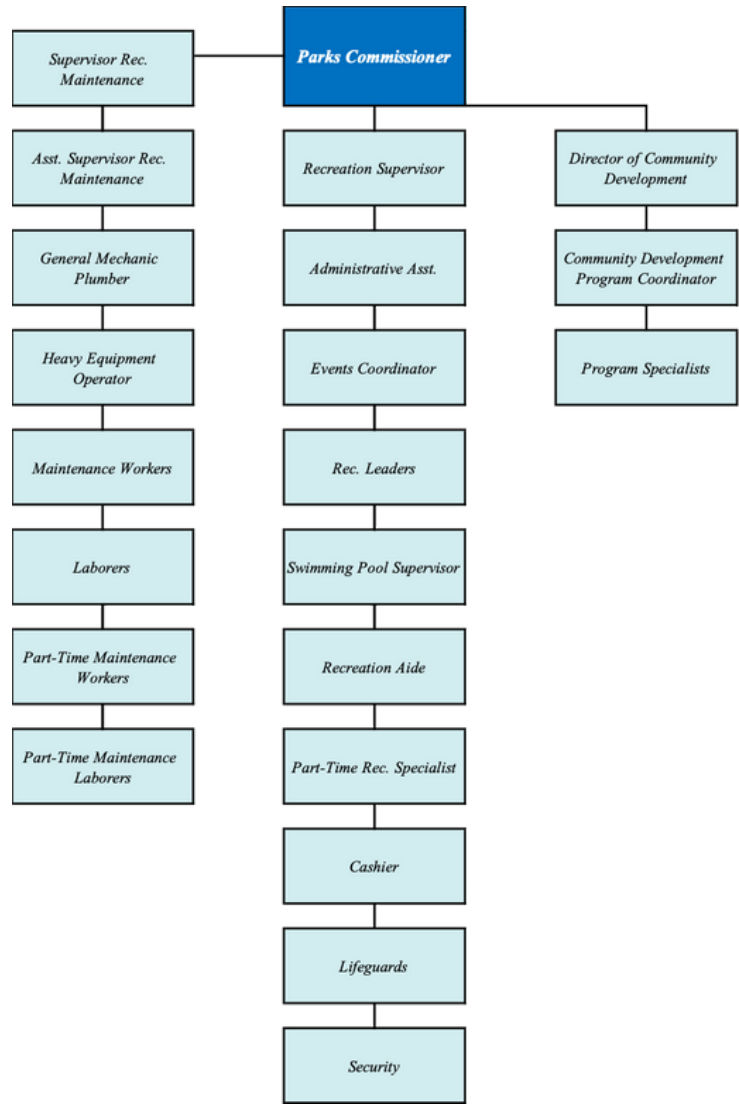 Parks Commissioner
Supervisor Rec.
Maintenance
Asst. Supervisor Rec.
Maintenance
General Mechanic
Plumber
Heavy Equipment
Operator
Maintenance Workers
Laborers
Part-Time Maintenance
Workers
Part-Time Maintenance
Laborers
Recreation Supervisor
Administrative Asst.
Events Coordinator
Rec. Leaders
Swimming Pool Supervisor
Recreation Aide
Part-Time Rec. Specialist
Cashier
Lifeguards
Security
Director of Community
Development
Community Development
Program Coordinator
Program Specialists